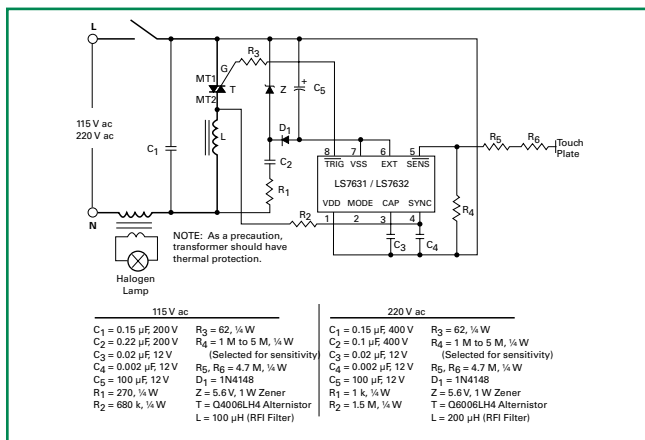 L
115 V ac
220 V ac
N
C1
MT1
MT2
G
T
L
R3
Z
C5
+
D1
C2
R1
R2
8 7 6 5
TRIG VSS EXT SENS
LS7631 / LS7632
VDD MODE CAP SYNC
1 2 3 4
C3 C4
R4
R5 R6
Touch
Plate
NOTE: As a precaution,
transformer should have
thermal protection.
Halogen
Lamp
115 V ac
C1 = 0.15 µF, 200 V
C2 = 0.22 µF, 200 V
C3 = 0.02 µF, 12 V
C4 = 0.002 µF, 12 V
C5 = 100 µF, 12 V
R1 = 270, ¼ W
R2 = 680 k, ¼ W
R3 = 62, ¼ W
R4 = 1 M to 5 M, ¼ W
(Selected for sensitivity)
R5, R6 = 4.7 M, ¼ W
D1 = 1N4148
Z = 5.6 V, 1 W Zener
T = Q4006LH4 Alternistor
L = 100 µH (RFI Filter)
220 V ac
C1 = 0.15 µF, 400 V
C2 = 0.1 µF, 400 V
C3 = 0.02 µF, 12 V
C4 = 0.002 µF, 12 V
C5 = 100 µF, 12 V
R1 = 1 k, ¼ W
R2 = 1.5 M, ¼ W
R3 = 62, ¼ W
R4 = 1 M to 5 M, ¼ W
(Selected for sensitivity)
R5, R6 = 4.7 M, ¼ W
D1 = 1N4148
Z = 5.6 V, 1 W Zener
T = Q6006LH4 Alternistor
L = 200 µH (RFI Filter)